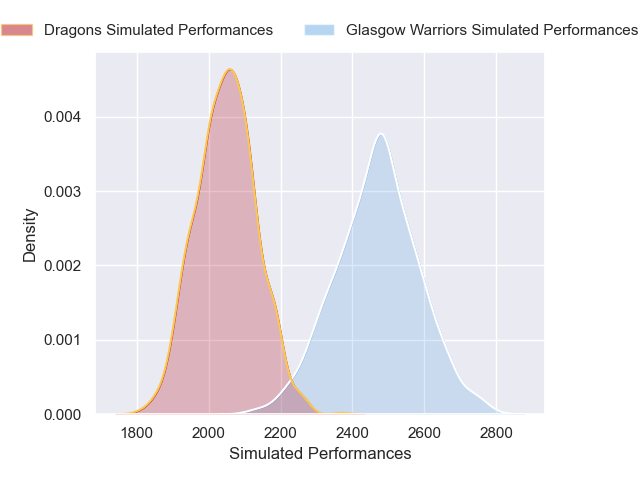 Dragons Simulated Performances
Glasgow Warriors Simulated Performances
Density
0.004
0.003
0.002
0.001
0.000
1800 2000 2200 2400 2600 2800
Simulated Performances